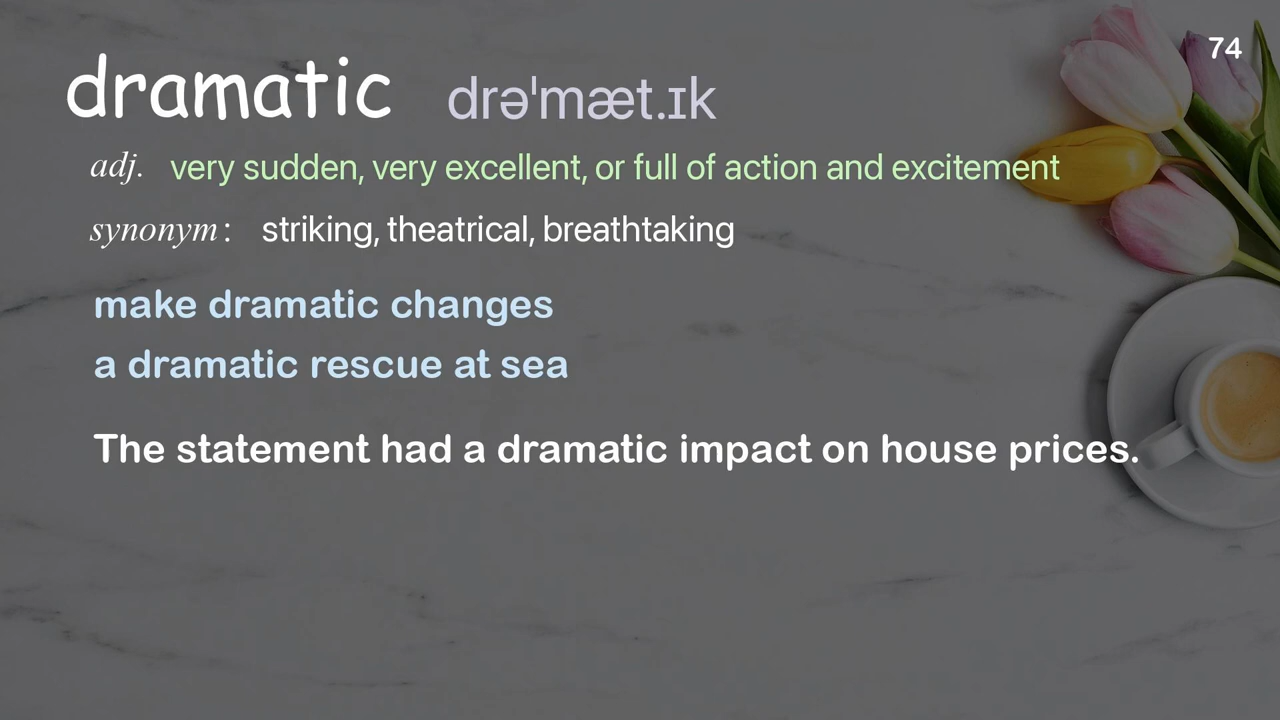 74
dramatic drəˈmæt.ɪk
adj. very sudden, very excellent, or full of action and excitement
synonym: striking, theatrical, breathtaking
make dramatic changes
a dramatic rescue at sea
The statement had a dramatic impact on house prices.